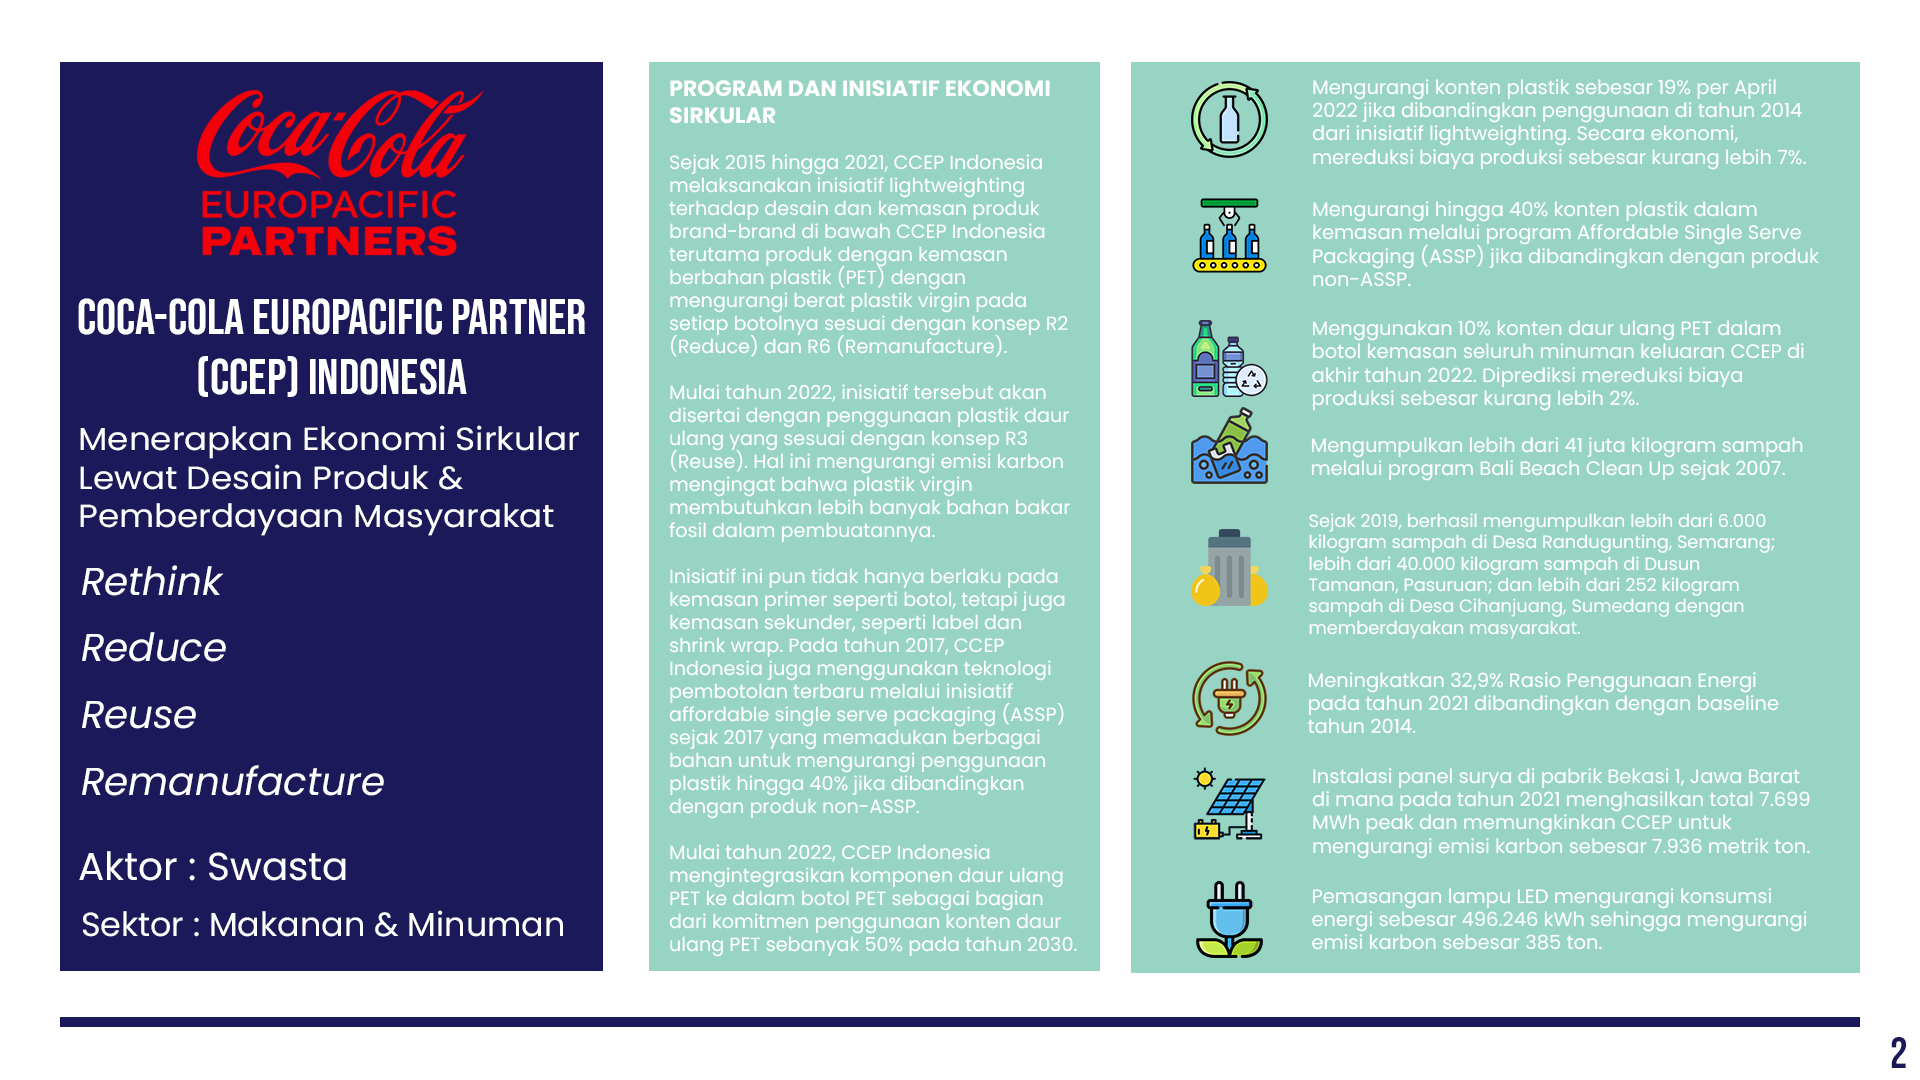 Coca-Cola
EUROPACIFIC
PARTNERS
COCA-COLA EUROPACIFIC PARTNER
(CCEP) INDONESIA
Menerapkan Ekonomi Sirkular
Lewat Desain Produk &
Pemberdayaan Masyarakat
Rethink
Reduce
Reuse
Remanufacture
Aktor : Swasta
Sektor : Makanan & Minuman
PROGRAM DAN INISIATIF EKONOMI
SIRKULAR
Sejak 2015 hingga 2021, CCEP Indonesia
melaksanakan inisiatif lightweighting
terhadap desain dan kemasan produk
brand-brand di bawah CCEP Indonesia
terutama produk dengan kemasan
berbahan plastik (PET) dengan
mengurangi berat plastik virgin pada
setiap botolnya sesuai dengan konsep R2
(Reduce) dan R6 (Remanufacture).
Mulai tahun 2022, inisiatif tersebut akan
disertai dengan penggunaan plastik daur
ulang yang sesuai dengan konsep R3
(Reuse). Hal ini mengurangi emisi karbon
mengingat bahwa plastik virgin
membutuhkan lebih banyak bahan bakar
fosil dalam pembuatannya.
Inisiatif ini pun tidak hanya berlaku pada
kemasan primer seperti botol, tetapi juga
kemasan sekunder, seperti label dan
shrink wrap. Pada tahun 2017, CCEP
Indonesia juga menggunakan teknologi
pembotolan terbaru melalui inisiatif
affordable single serve packaging (ASSP)
sejak 2017 yang memadukan berbagai
bahan untuk mengurangi penggunaan
plastik hingga 40% jika dibandingkan
dengan produk non-ASSP.
Mulai tahun 2022, CCEP Indonesia
mengintegrasikan komponen daur ulang
PET ke dalam botol PET sebagai bagian
dari komitmen penggunaan konten daur
ulang PET sebanyak 50% pada tahun 2030.
Mengurangi konten plastik sebesar 19% per April
2022 jika dibandingkan penggunaan di tahun 2014
dari inisiatif lightweighting. Secara ekonomi,
mereduksi biaya produksi sebesar kurang lebih 7%.
Mengurangi hingga 40% konten plastik dalam
kemasan melalui program Affordable Single Serve
Packaging (ASSP) jika dibandingkan dengan produk
non-ASSP.
Menggunakan 10% konten daur ulang PET dalam
botol kemasan seluruh minuman keluaran CCEP di
akhir tahun 2022. Diprediksi mereduksi biaya
produksi sebesar kurang lebih 2%.
Mengumpulkan lebih dari 41 juta kilogram sampah
melalui program Bali Beach Clean Up sejak 2007.
Sejak 2019, berhasil mengumpulkan lebih dari 6.000
kilogram sampah di Desa Randugunting, Semarang;
lebih dari 40.000 kilogram sampah di Dusun
Tamanan, Pasuruan; dan lebih dari 252 kilogram
sampah di Desa Cihanjuang, Sumedang dengan
memberdayakan masyarakat.
Meningkatkan 32,9% Rasio Penggunaan Energi
pada tahun 2021 dibandingkan dengan baseline
tahun 2014.
Instalasi panel surya di pabrik Bekasi 1, Jawa Barat
di mana pada tahun 2021 menghasilkan total 7.699
MWh peak dan memungkinkan CCEP untuk
mengurangi emisi karbon sebesar 7.936 metrik ton.
Pemasangan lampu LED mengurangi konsumsi
energi sebesar 496.246 kWh sehingga mengurangi
emisi karbon sebesar 385 ton.
2